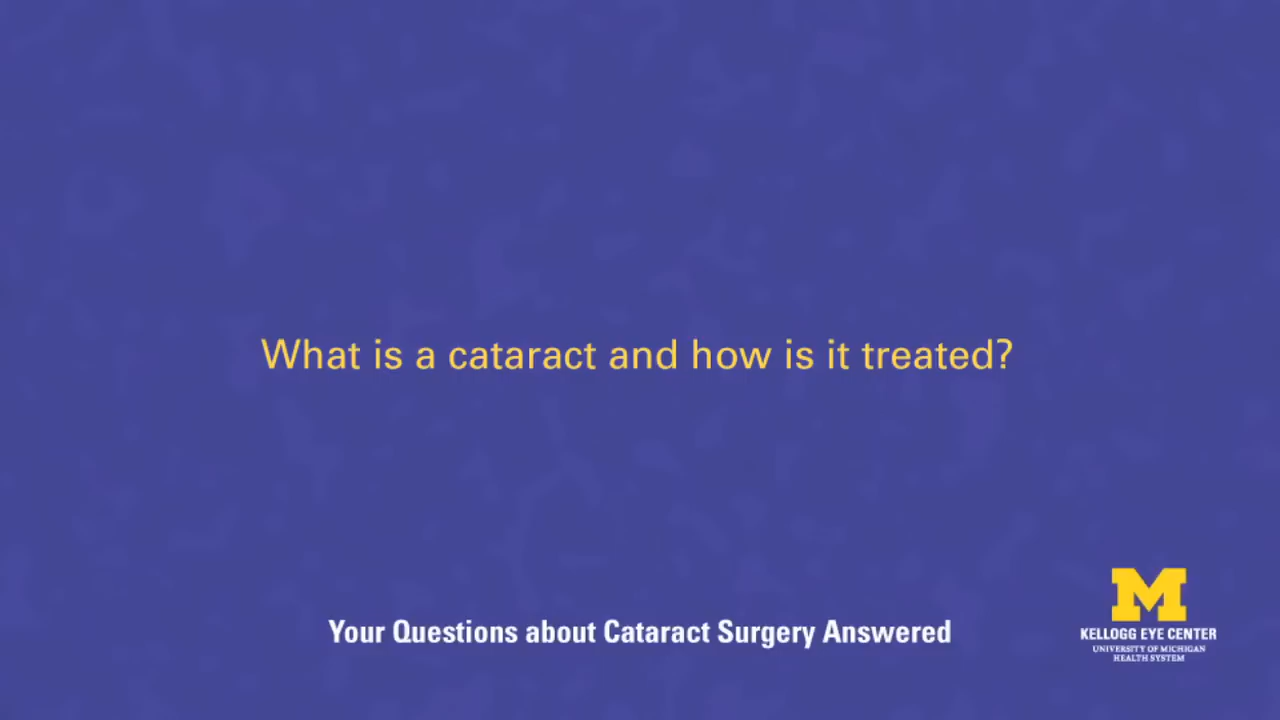 What is a cataract and how is it treated?
Your Questions about Cataract Surgery Answered
M
KELLOGG EYE CENTER
UNIVERSITY OF MICHIGAN
HEALTH SYSTEM